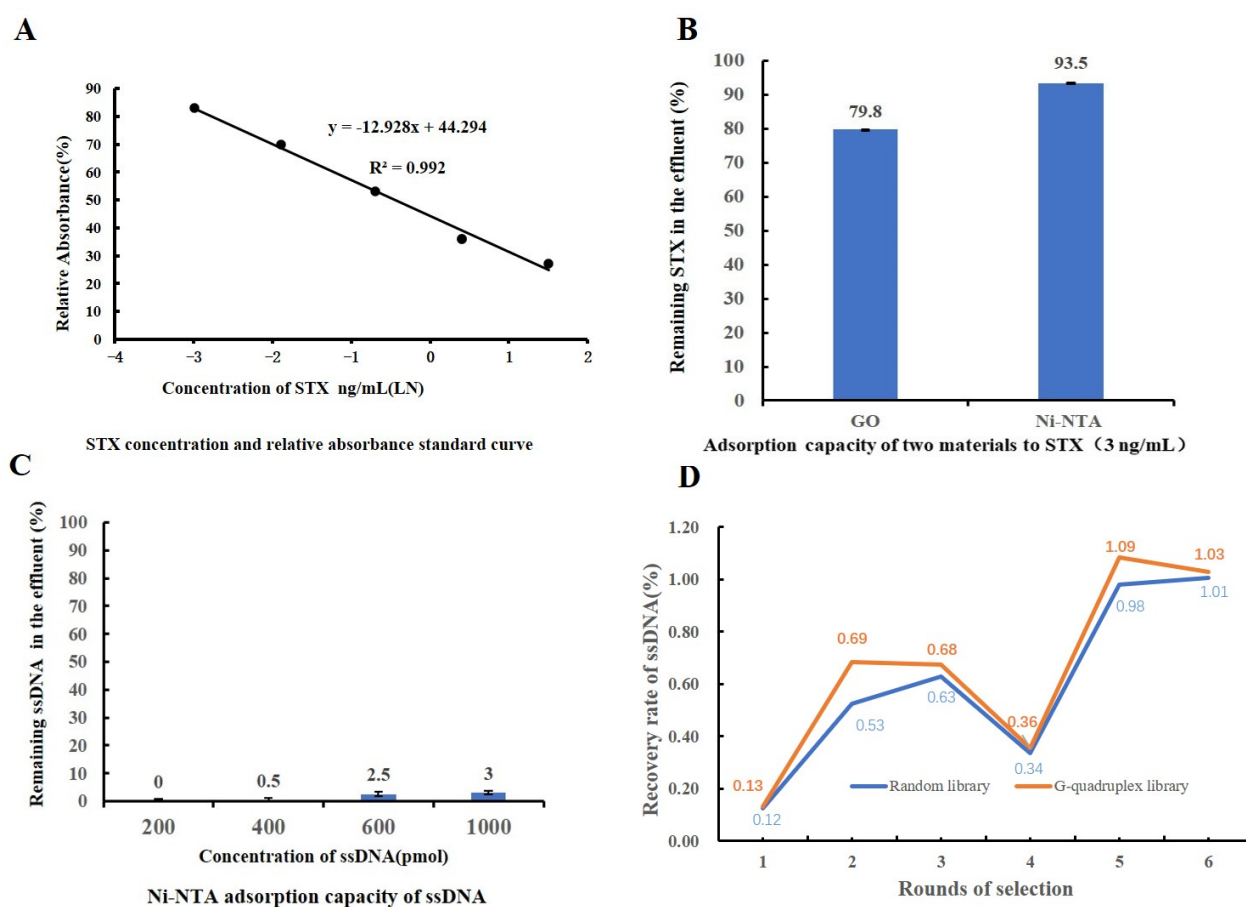 A
Relative Absorbance(%)
90
80
70
60
50
40
30
20
10
0
y = -12.928x + 44.294
R² = 0.992
−4 −3 −2 −1 0 1 2
Concentration of STX ng/mL(LN)
STX concentration and relative absorbance standard curve
B
Remaining STX in the effluent (%)
100
90
80
70
60
50
40
30
20
10
0
79.8
93.5
GO Ni-NTA
Adsorption capacity of two materials to STX（3 ng/mL）
C
Remaining ssDNA in the effluent (%)
100
90
80
70
60
50
40
30
20
10
0
0 0.5 2.5 3
200 400 600 1000
Concentration of ssDNA(pmol)
Ni-NTA adsorption capacity of ssDNA
D
Recovery rate of ssDNA(%)
1.20
1.00
0.80
0.60
0.40
0.20
0.00
0.13 0.69 0.68 0.36 1.09 1.03
0.12 0.53 0.63 0.34 0.98 1.01
Random library G-quadruplex library
1 2 3 4 5 6
Rounds of selection